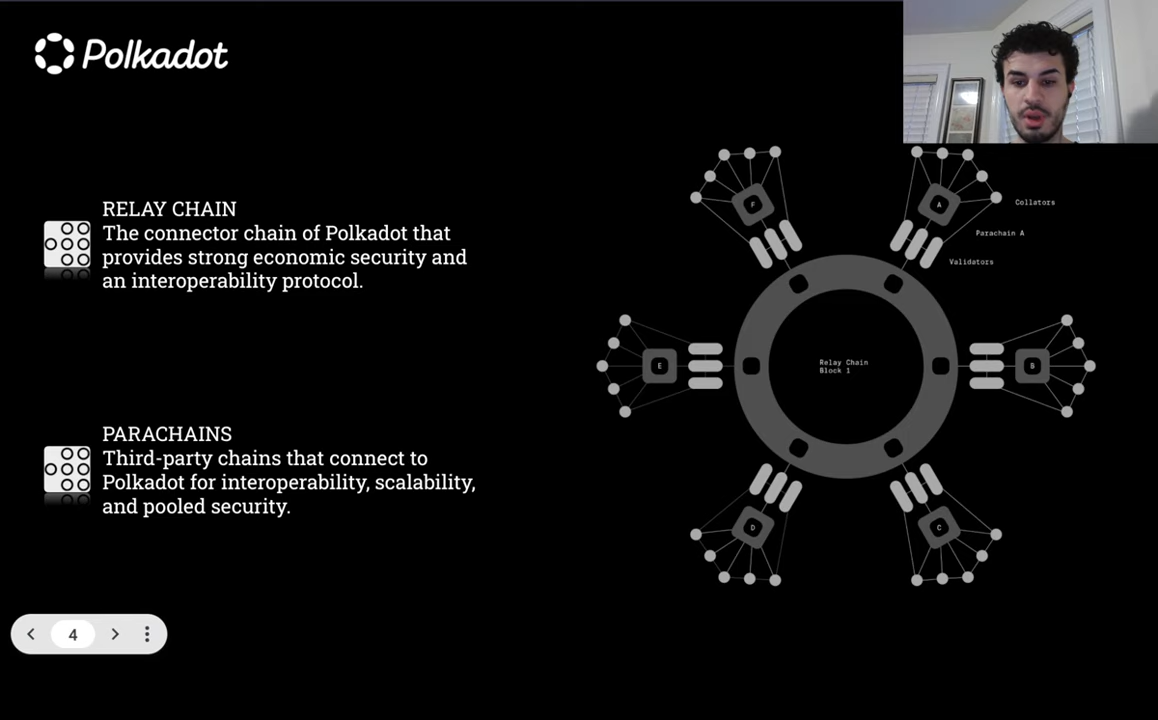 Polkadot
RELAY CHAIN
The connector chain of Polkadot that
provides strong economic security and
an interoperability protocol.
PARACHAINS
Third-party chains that connect to
Polkadot for interoperability, scalability,
and pooled security.
F
A
Collators
Parachain A
Validators
E
Relay Chain
Block 1
B
D
C
4